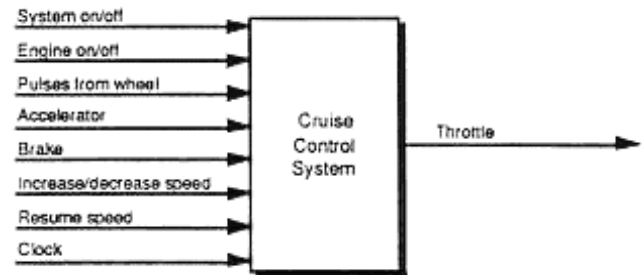 System on/off
Engine on/off
Pulses from wheel
Accelerator
Brake
Increase/decrease speed
Resume speed
Clock
Cruise
Control
System
Throttle